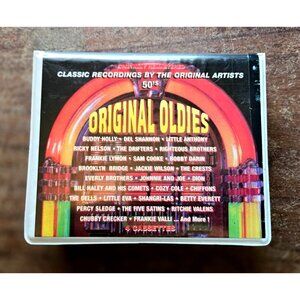 CLASSIC RECORDINGS BY THE ORIGINAL ARTISTS
50's
ORIGINAL OLDIES
BUDDY HOLLY • DEL SHANNON • LITTLE ANTHONY
RICKY NELSON • THE DRIFTERS • RIGHTEOUS BROTHERS
FRANKIE LYMON • SAM COOKE • BOBBY DARIN
BROOKLYN BRIDGE • JACKIE WILSON • THE CRESTS
EVERLY BROTHERS • JOHNNIE AND JOE • DION
BILL HALEY AND HIS COMETS • COZY COLE • CHIFFONS
THE DELLS • LITTLE EVA • SHANGRI-LAS • BETTY EVERETT
PERCY SLEDGE • THE FIVE SATINS • RITCHIE VALENS
CHUBBY CHECKER • FRANKIE VALLI ... And More !
4 CASSETTES